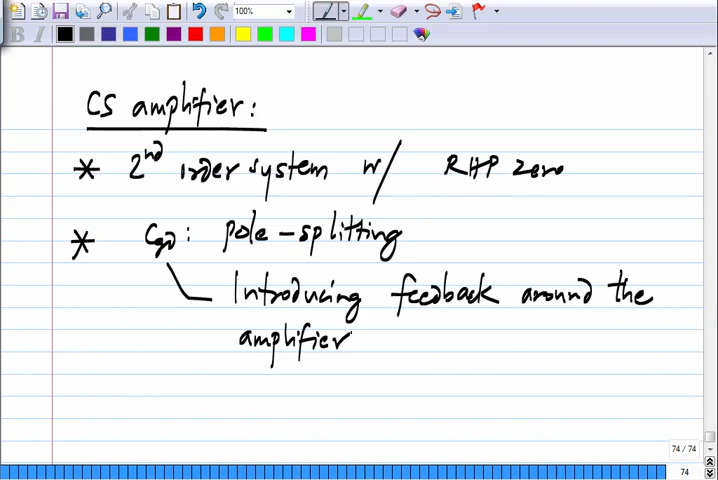 100%
CS amplifier:
* 2nd order system w/ RHP zero
* Cgd: pole-splitting
Introducing feedback around the
amplifier
74 / 74
74